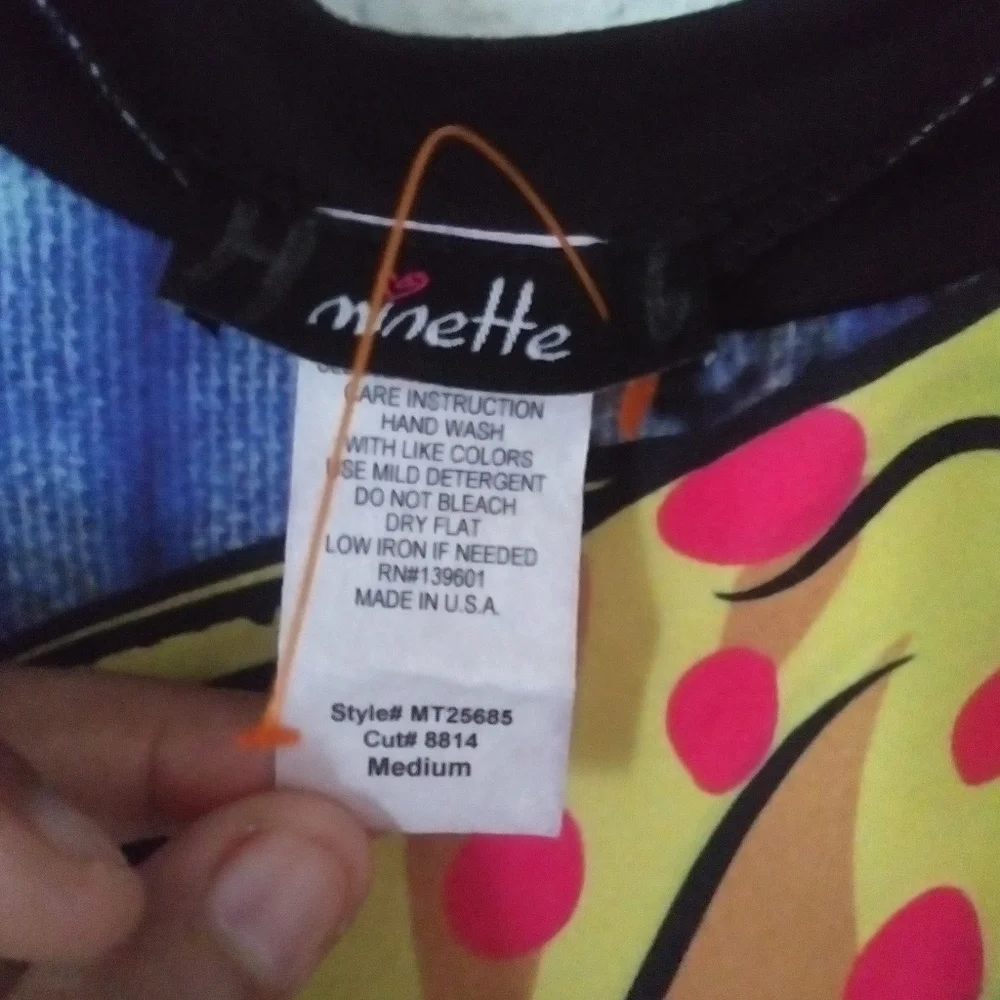 minette
CARE INSTRUCTION
HAND WASH
WITH LIKE COLORS
USE MILD DETERGENT
DO NOT BLEACH
DRY FLAT
LOW IRON IF NEEDED
RN#139601
MADE IN U.S.A.
Style# MT25685
Cut# 8814
Medium